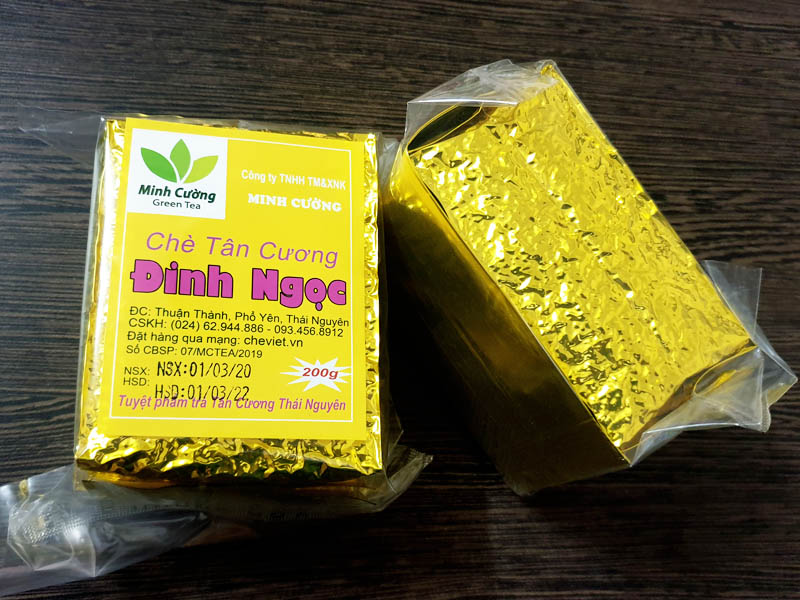 Minh Cường
Green Tea
Công ty TNHH TM&XNK
MINH CƯỜNG
Chè Tân Cương
Đinh Ngọc
ĐC: Thuận Thành, Phổ Yên, Thái Nguyên
CSKH: (024) 62.944.886 - 093.456.8912
Đặt hàng qua mạng: cheviet.vn
Số CBSP: 07/MCTEA/2019
NSX: NSX:01/03/20
HSD: HSD:01/03/22
200g
Tuyệt phẩm trà Tân Cương Thái Nguyên